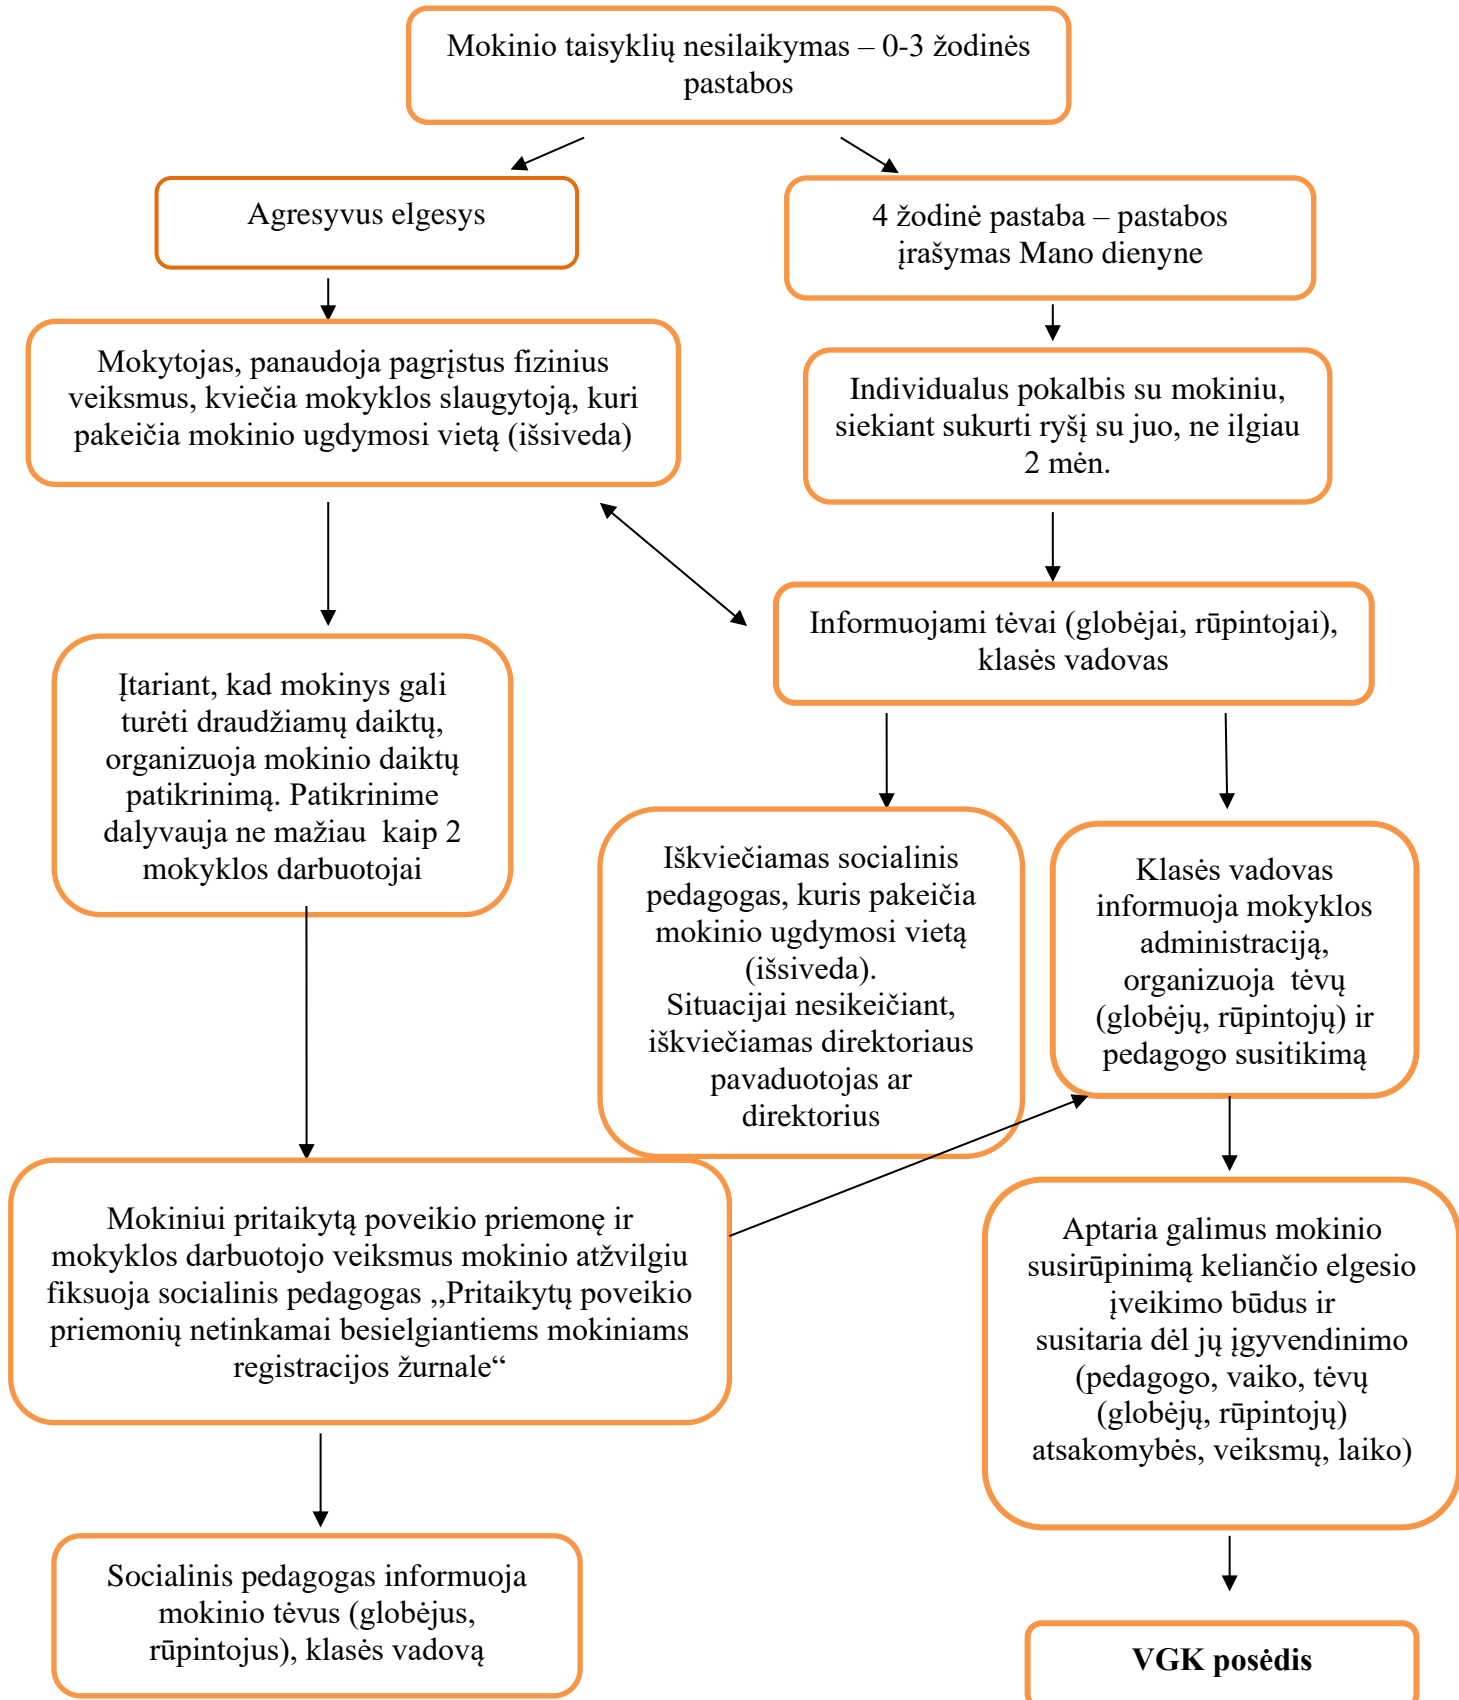 Mokinio taisyklių nesilaikymas – 0-3 žodinės
pastabos
Agresyvus elgesys
4 žodinė pastaba – pastabos
įrašymas Mano dienyne
Mokytojas, panaudoja pagrįstus fizinius
veiksmus, kviečia mokyklos slaugytoją, kuri
pakeičia mokinio ugdymosi vietą (išsiveda)
Individualus pokalbis su mokiniu,
siekiant sukurti ryšį su juo, ne ilgiau
2 mėn.
Informuojami tėvai (globėjai, rūpintojai),
klasės vadovas
Įtariant, kad mokinys gali
turėti draudžiamų daiktų,
organizuoja mokinio daiktų
patikrinimą. Patikrinime
dalyvauja ne mažiau  kaip 2
mokyklos darbuotojai
Iškviečiamas socialinis
pedagogas, kuris pakeičia
mokinio ugdymosi vietą
(išsiveda).
Situacijai nesikeičiant,
iškviečiamas direktoriaus
pavaduotojas ar
direktorius
Klasės vadovas
informuoja mokyklos
administraciją,
organizuoja  tėvų
(globėjų, rūpintojų) ir
pedagogo susitikimą
Mokiniui pritaikytą poveikio priemonę ir
mokyklos darbuotojo veiksmus mokinio atžvilgiu
fiksuoja socialinis pedagogas „Pritaikytų poveikio
priemonių netinkamai besielgiantiems mokiniams
registracijos žurnale“
Aptaria galimus mokinio
susirūpinimą keliančio elgesio
įveikimo būdus ir
susitaria dėl jų įgyvendinimo
(pedagogo, vaiko, tėvų
(globėjų, rūpintojų)
atsakomybės, veiksmų, laiko)
Socialinis pedagogas informuoja
mokinio tėvus (globėjus,
rūpintojus), klasės vadovą
VGK posėdis